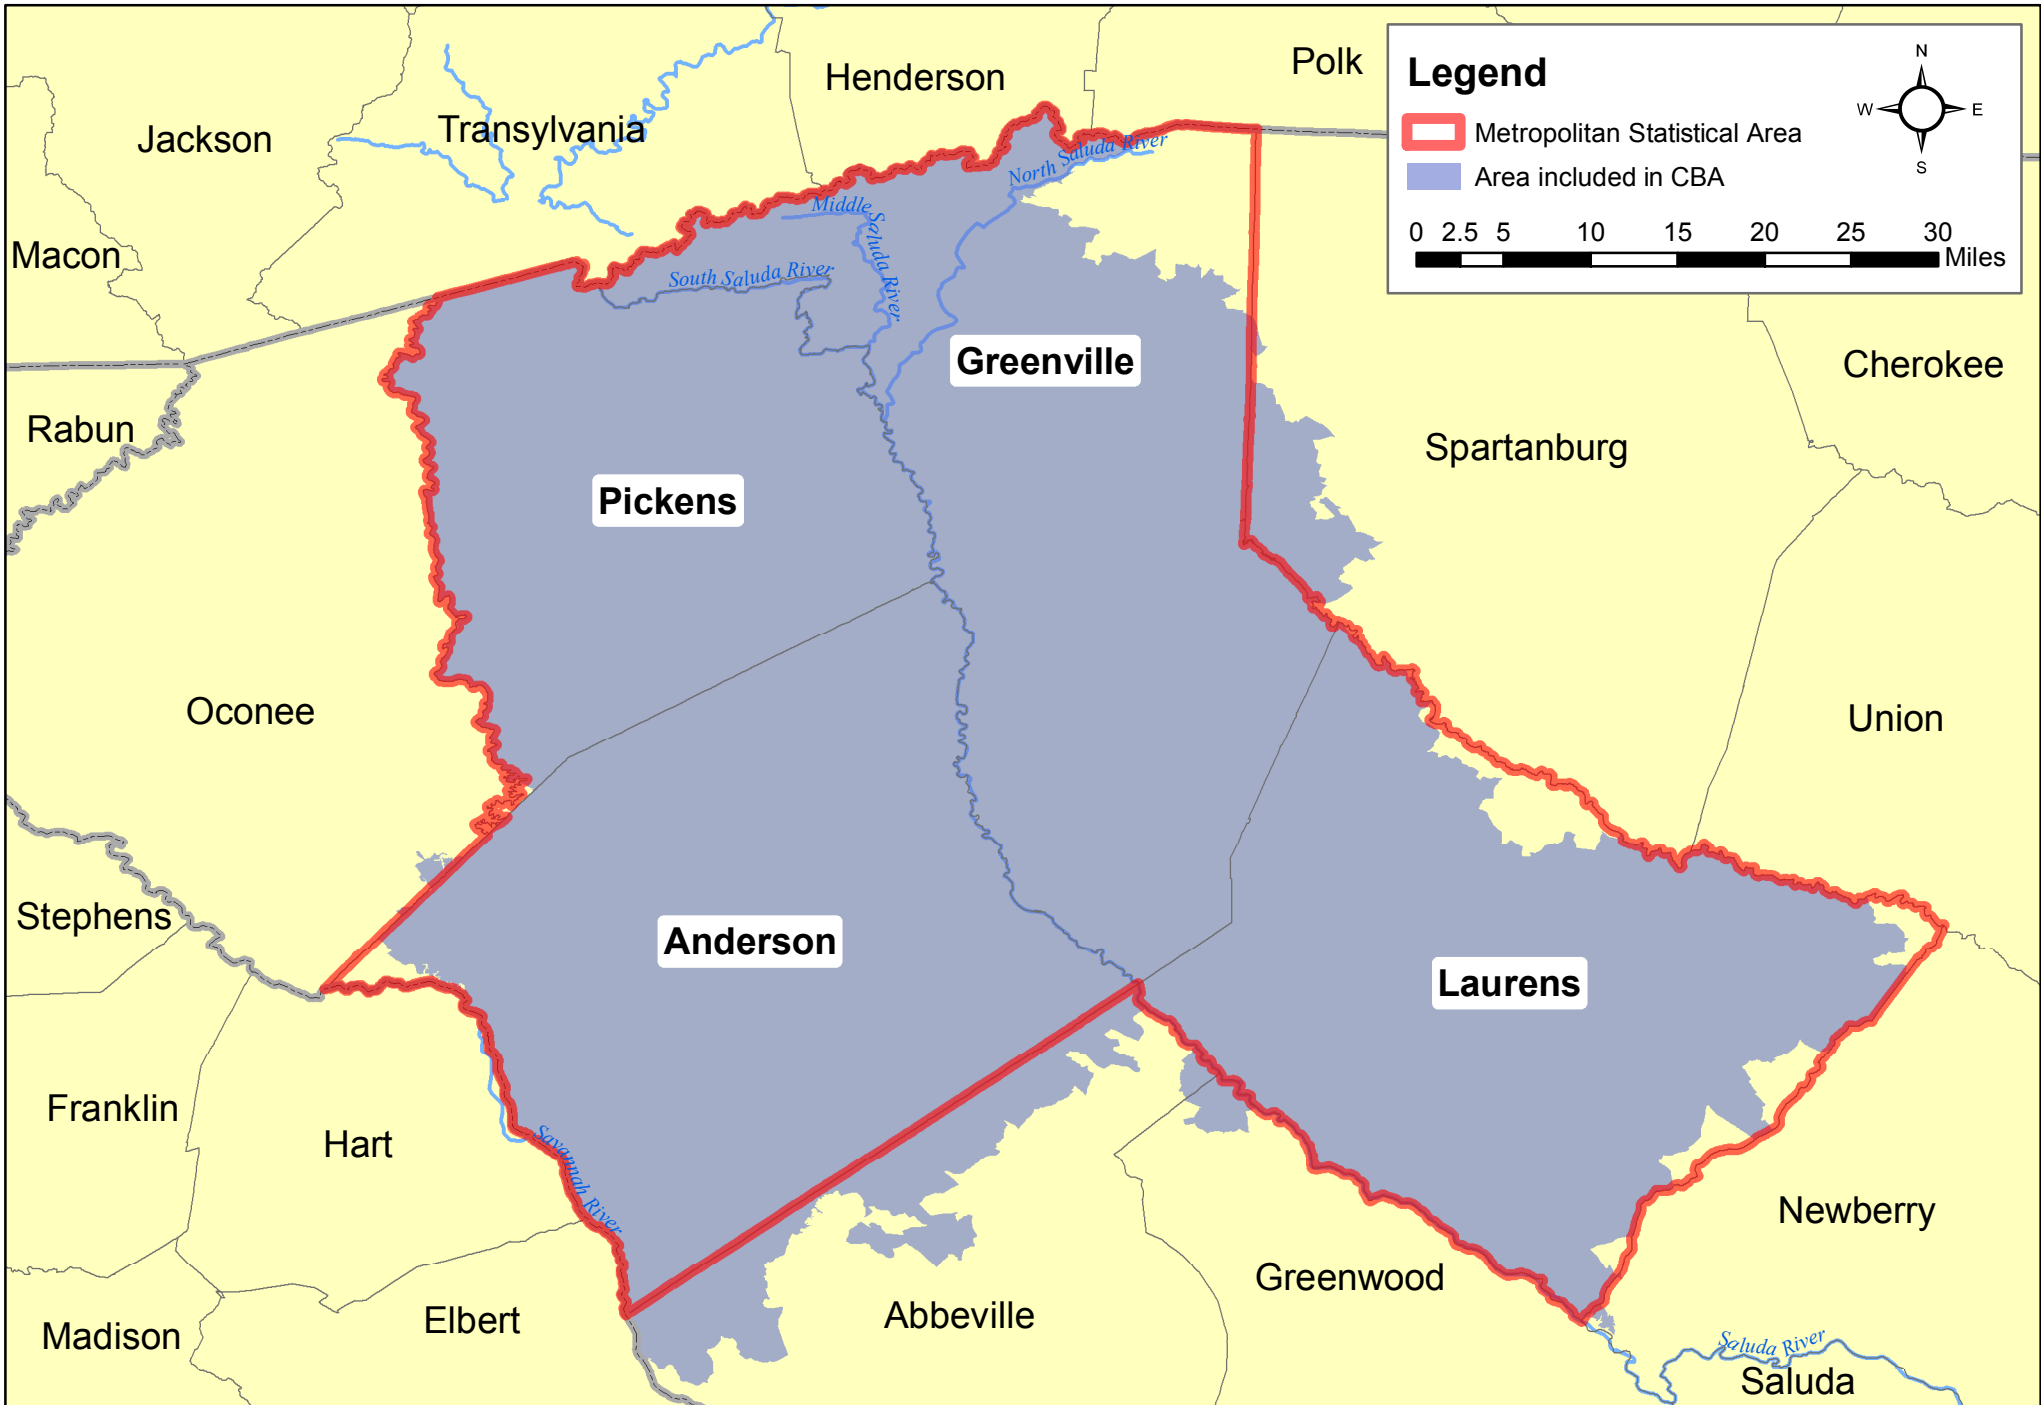 Legend
N
W
E
S
Metropolitan Statistical Area
Area included in CBA
0 2.5 5 10 15 20 25 30
Miles
Polk
Henderson
Transylvania
Jackson
Macon
North Saluda River
Middle Saluda River
South Saluda River
Greenville
Cherokee
Rabun
Spartanburg
Pickens
Oconee
Union
Stephens
Anderson
Laurens
Franklin
Hart
Savannah River
Newberry
Greenwood
Abbeville
Elbert
Madison
Saluda River
Saluda